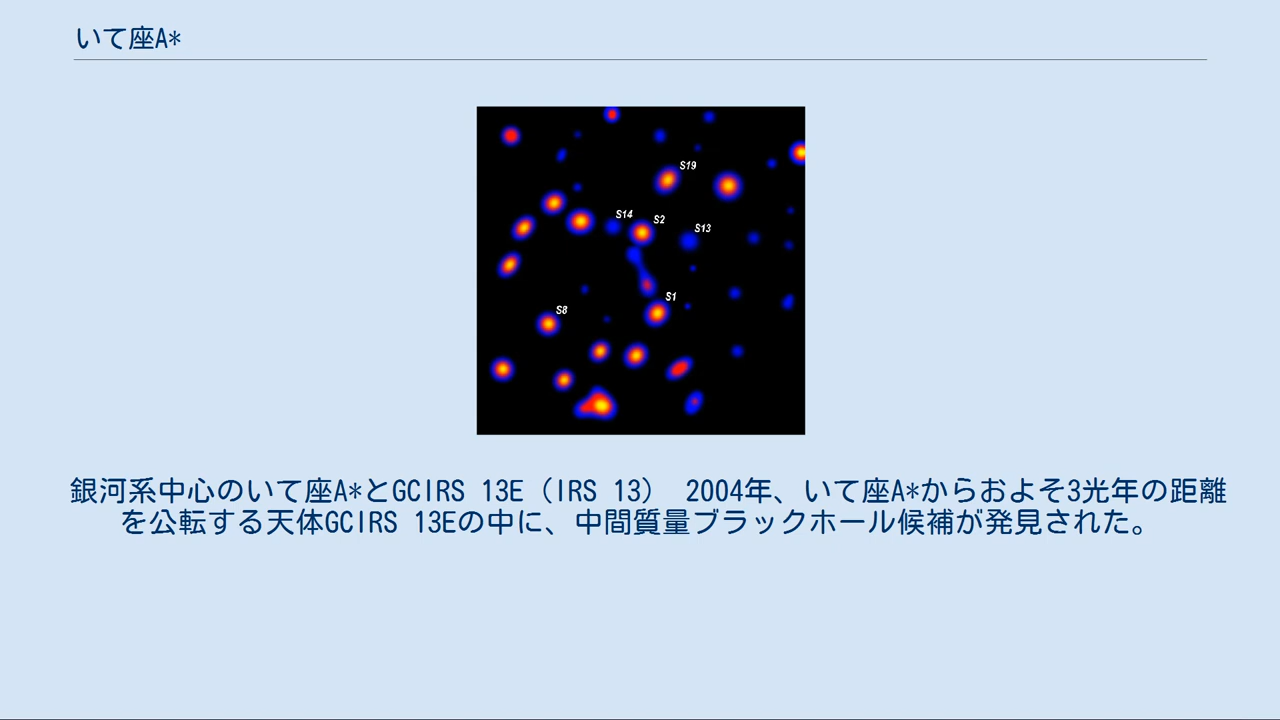 いて座A*
S19
S14
S2
S13
S1
S8
銀河系中心のいて座A*とGCIRS 13E（IRS 13） 2004年、いて座A*からおよそ3光年の距離
を公転する天体GCIRS 13Eの中に、中間質量ブラックホール候補が発見された。